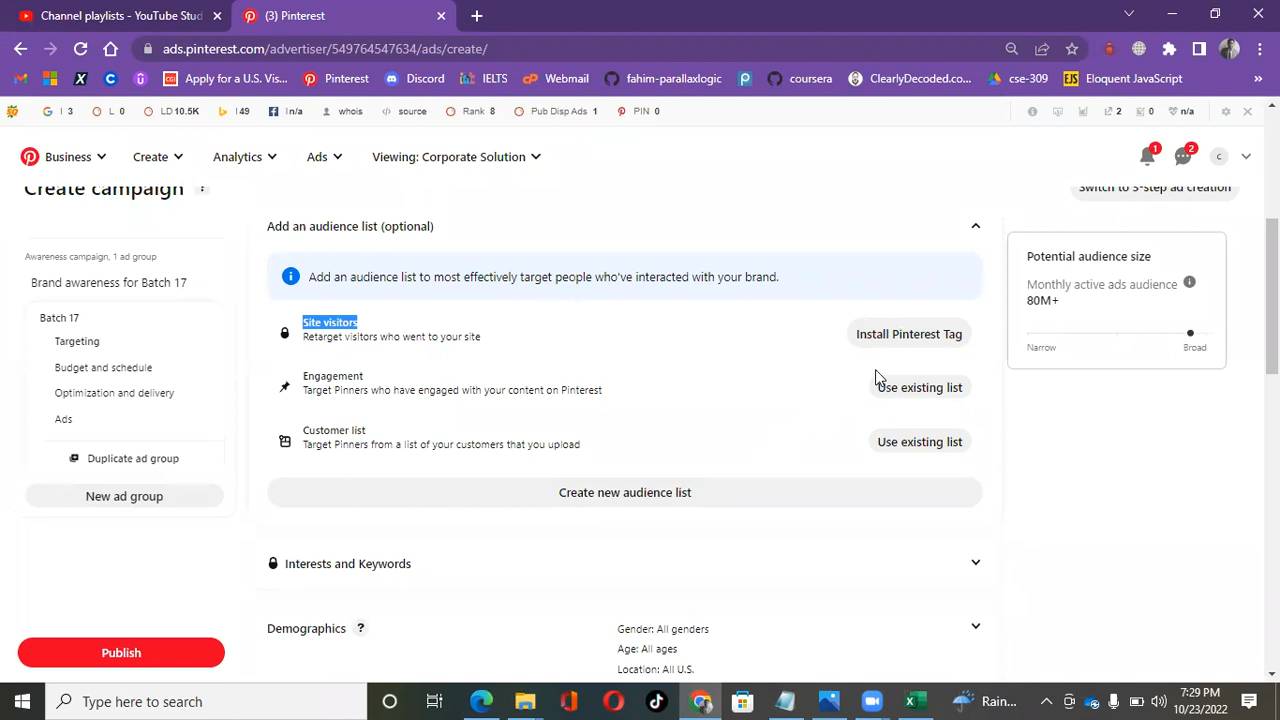 Channel playlists - YouTube Stud
(3) Pinterest
ads.pinterest.com/advertiser/549764547634/ads/create/
Apply for a U.S. Vis...
Pinterest
Discord
IELTS
Webmail
fahim-parallaxlogic
coursera
ClearlyDecoded.co...
cse-309
EJS
Eloquent JavaScript
»
I 3
L 0
LD 10.5K
I 49
I n/a
whois
source
Rank 8
Pub Disp Ads 1
PIN 0
2
0
n/a
Business
Create
Analytics
Ads
Viewing: Corporate Solution
1
2
C
Create campaign
Switch to 3-step ad creation
Awareness campaign, 1 ad group
Brand awareness for Batch 17
Batch 17
Targeting
Budget and schedule
Optimization and delivery
Ads
Duplicate ad group
New ad group
Publish
Add an audience list (optional)
Add an audience list to most effectively target people who've interacted with your brand.
Site visitors
Retarget visitors who went to your site
Install Pinterest Tag
Engagement
Target Pinners who have engaged with your content on Pinterest
Use existing list
Customer list
Target Pinners from a list of your customers that you upload
Use existing list
Create new audience list
Interests and Keywords
Demographics ?
Gender: All genders
Age: All ages
Location: All U.S.
Potential audience size
Monthly active ads audience
80M+
Narrow
Broad
Type here to search
Rain...
7:29 PM
10/23/2022